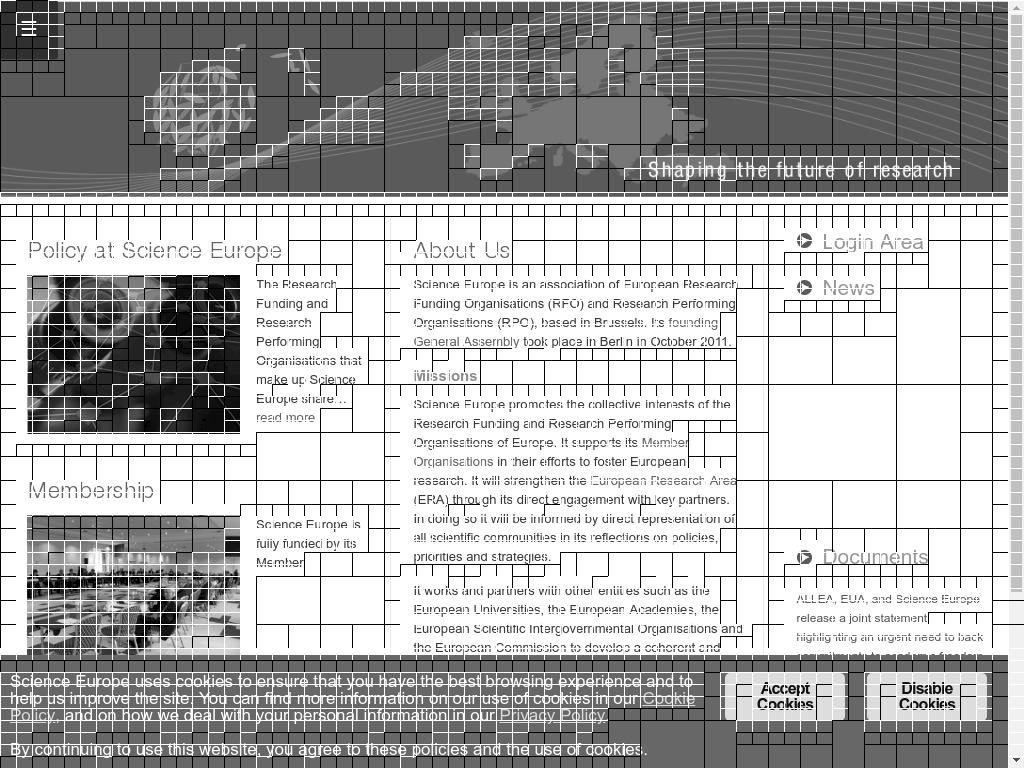 Shaping the future of research
Policy at Science Europe
The Research
Funding and
Research
Performing
Organisations that
make up Science
Europe share…
read more
Membership
Science Europe is
fully funded by its
Member
About Us
Science Europe is an association of European Research
Funding Organisations (RFO) and Research Performing
Organisations (RPO), based in Brussels. Its founding
General Assembly took place in Berlin in October 2011.
Missions
Science Europe promotes the collective interests of the
Research Funding and Research Performing
Organisations of Europe. It supports its Member
Organisations in their efforts to foster European
research. It will strengthen the European Research Area
(ERA) through its direct engagement with key partners.
In doing so it will be informed by direct representation of
all scientific communities in its reflections on policies,
priorities and strategies.
It works and partners with other entities such as the
European Universities, the European Academies, the
European Scientific Intergovernmental Organisations and
the European Commission to develop a coherent and
Login Area
News
Documents
ALLEA, EUA, and Science Europe
release a joint statement
highlighting an urgent need to back
commitments to academic freedom
Science Europe uses cookies to ensure that you have the best browsing experience and to
help us improve the site. You can find more information on our use of cookies in our Cookie
Policy, and on how we deal with your personal information in our Privacy Policy.
By continuing to use this website, you agree to these policies and the use of cookies.
Accept
Cookies
Disable
Cookies